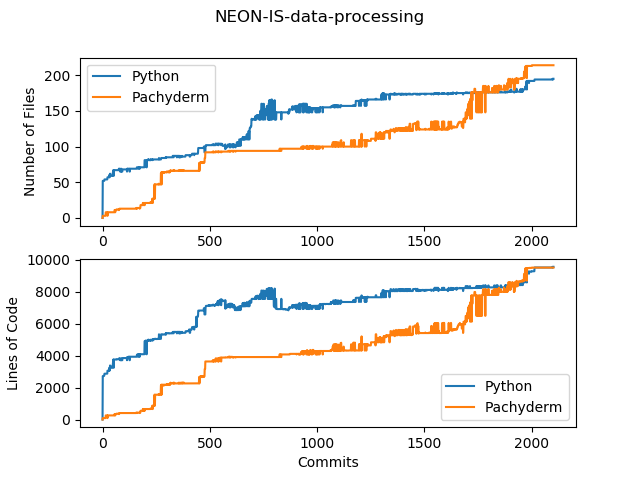 NEON-IS-data-processing
Number of Files
200
150
100
50
0
Python
Pachyderm
0 500 1000 1500 2000
Lines of Code
10000
8000
6000
4000
2000
0
Python
Pachyderm
0 500 1000 1500 2000
Commits